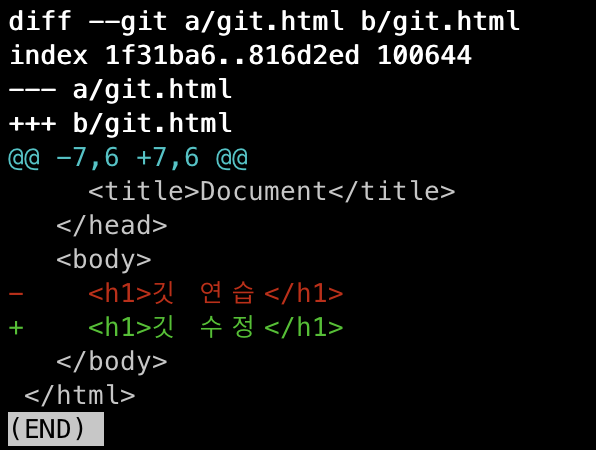 diff --git a/git.html b/git.html
index 1f31ba6..816d2ed 100644
--- a/git.html
+++ b/git.html
@@ -7,6 +7,6 @@
     <title>Document</title>
   </head>
   <body>
-    <h1>깃 연습</h1>
+    <h1>깃 수정</h1>
   </body>
 </html>
(END)